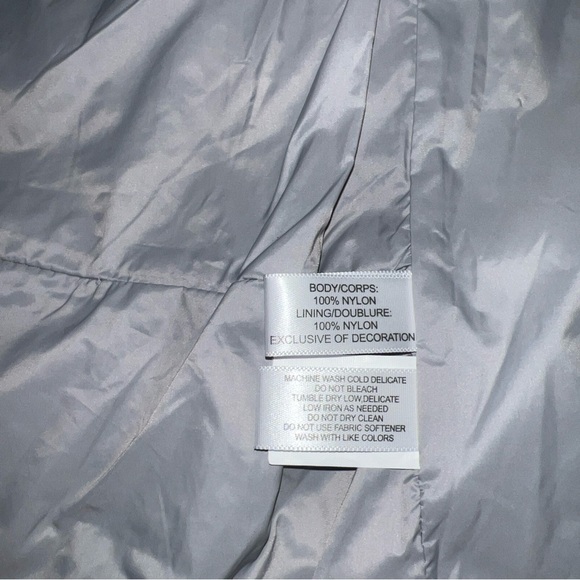 BODY/CORPS:
100% NYLON
LINING/DOUBLURE:
100% NYLON
EXCLUSIVE OF DECORATION
MACHINE WASH COLD DELICATE
DO NOT BLEACH
TUMBLE DRY LOW,DELICATE
LOW IRON AS NEEDED
DO NOT DRY CLEAN
DO NOT USE FABRIC SOFTENER
WASH WITH LIKE COLORS